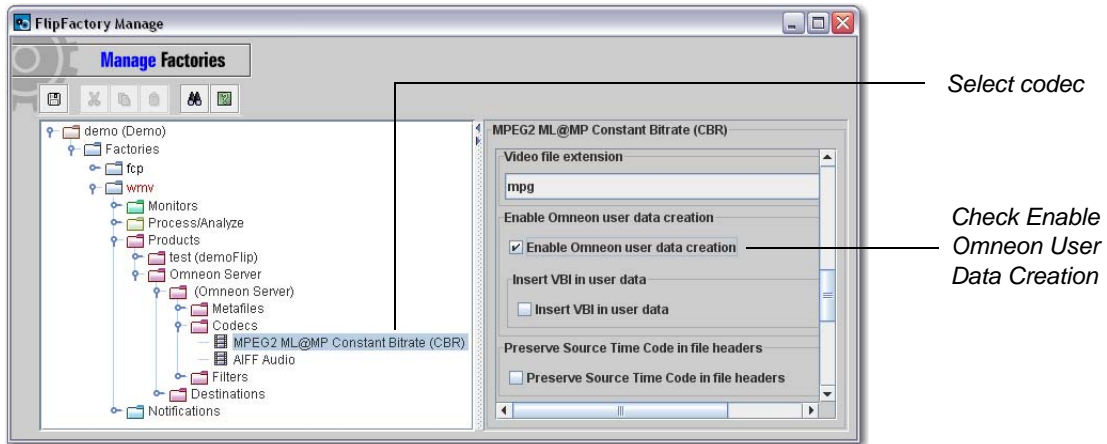 FlipFactory Manage
Manage Factories
demo (Demo)
Factories
fcp
wmv
Monitors
Process/Analyze
Products
test (demoFlip)
Omneon Server
(Omneon Server)
Metafiles
Codecs
MPEG2 ML@MP Constant Bitrate (CBR)
AIFF Audio
Filters
Destinations
Notifications
MPEG2 ML@MP Constant Bitrate (CBR)
Video file extension
mpg
Enable Omneon user data creation
Enable Omneon user data creation
Insert VBI in user data
Insert VBI in user data
Preserve Source Time Code in file headers
Preserve Source Time Code in file headers
Select codec
Check Enable
Omneon User
Data Creation